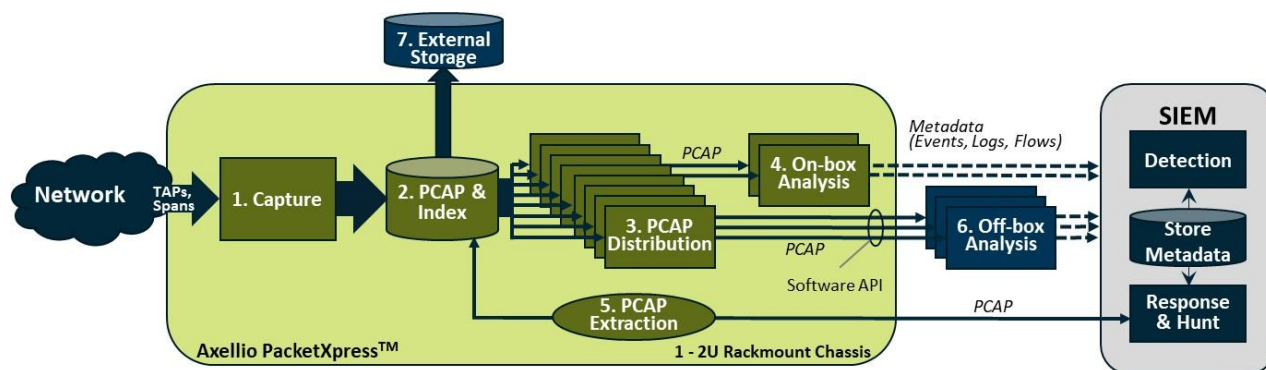 7. External
Storage
Network
TAPs,
Spans
1. Capture
2. PCAP &
Index
3. PCAP
Distribution
PCAP
4. On-box
Analysis
PCAP
Software API
5. PCAP
Extraction
Axellio PacketXpress™
1 - 2U Rackmount Chassis
Metadata
(Events, Logs, Flows)
6. Off-box
Analysis
PCAP
SIEM
Detection
Store
Metadata
Response
& Hunt